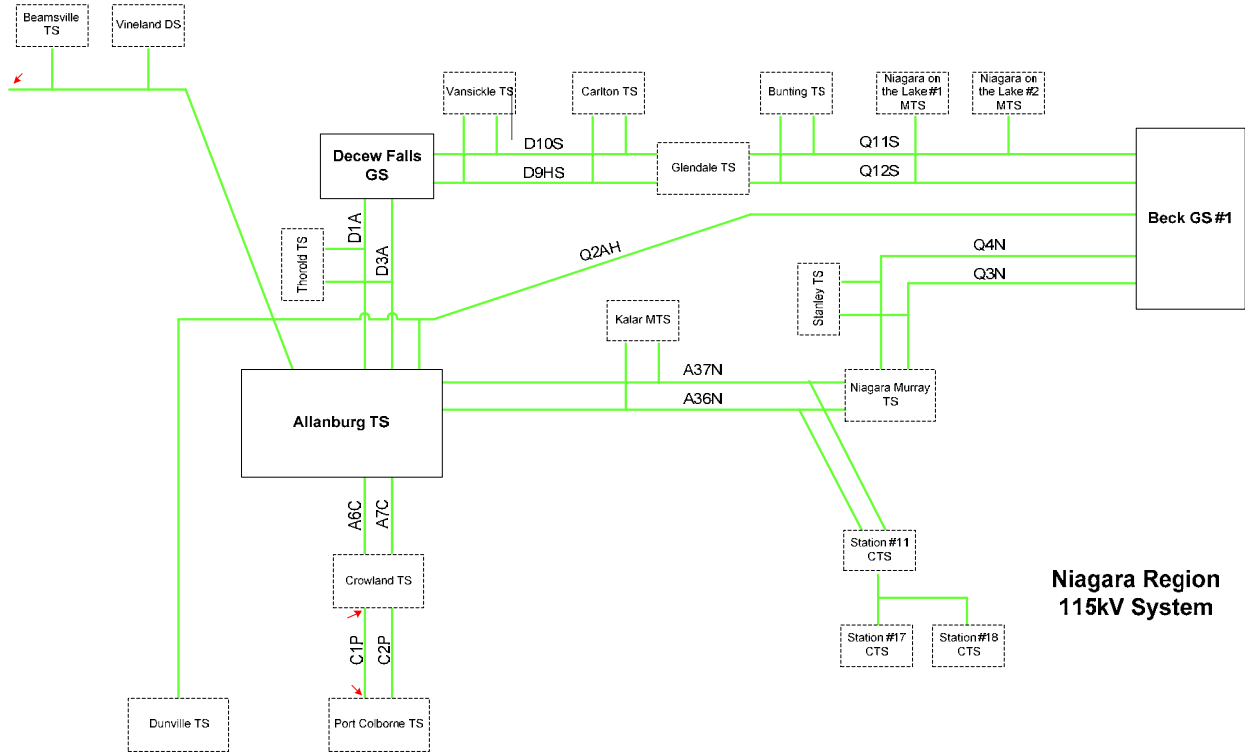 Beamsville
TS
Vineland DS
Vansickle TS
Carlton TS
Bunting TS
Niagara on
the Lake #1
MTS
Niagara on
the Lake #2
MTS
Decew Falls
GS
D10S
D9HS
Glendale TS
Q11S
Q12S
Beck GS #1
Thorold TS
D1A
D3A
Q2AH
Q4N
Q3N
Stanley TS
Kalar MTS
A37N
A36N
Niagara Murray
TS
Allanburg TS
A6C
A7C
Crowland TS
C1P
C2P
Station #11
CTS
Station #17
CTS
Station #18
CTS
Niagara Region
115kV System
Dunville TS
Port Colborne TS